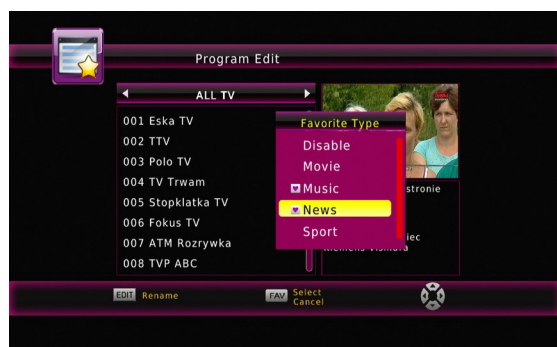 Program Edit
ALL TV
001 Eska TV
002 TTV
003 Polo TV
004 TV Trwam
005 Stopklatka TV
006 Fokus TV
007 ATM Rozrywka
008 TVP ABC
Favorite Type
Disable
Movie
Music
News
Sport
stronie
iec
EDIT Rename
FAV Select
Cancel